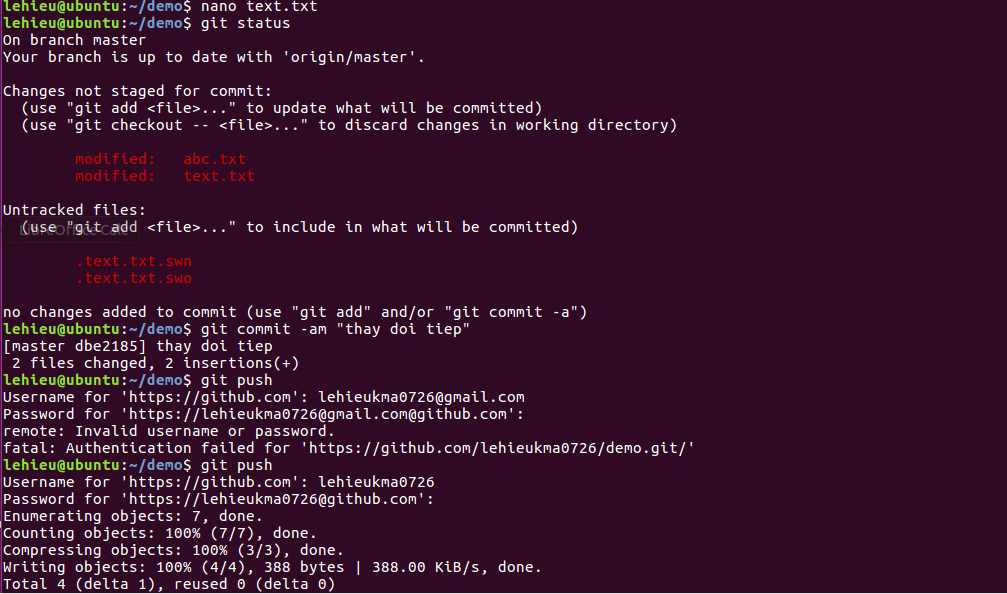 lehieu@ubuntu:~/demo$ nano text.txt
lehieu@ubuntu:~/demo$ git status
On branch master
Your branch is up to date with 'origin/master'.
Changes not staged for commit:
(use "git add <file>..." to update what will be committed)
(use "git checkout -- <file>..." to discard changes in working directory)
modified: abc.txt
modified: text.txt
Untracked files:
(use "git add <file>..." to include in what will be committed)
LibreOffice Calc
.text.txt.swn
.text.txt.swo
no changes added to commit (use "git add" and/or "git commit -a")
lehieu@ubuntu:~/demo$ git commit -am "thay doi tiep"
[master dbe2185] thay doi tiep
2 files changed, 2 insertions(+)
lehieu@ubuntu:~/demo$ git push
Username for 'https://github.com': lehieukma0726@gmail.com
Password for 'https://lehieukma0726@gmail.com@github.com':
remote: Invalid username or password.
fatal: Authentication failed for 'https://github.com/lehieukma0726/demo.git/'
lehieu@ubuntu:~/demo$ git push
Username for 'https://github.com': lehieukma0726
Password for 'https://lehieukma0726@github.com':
Enumerating objects: 7, done.
Counting objects: 100% (7/7), done.
Compressing objects: 100% (3/3), done.
Writing objects: 100% (4/4), 388 bytes | 388.00 KiB/s, done.
Total 4 (delta 1), reused 0 (delta 0)